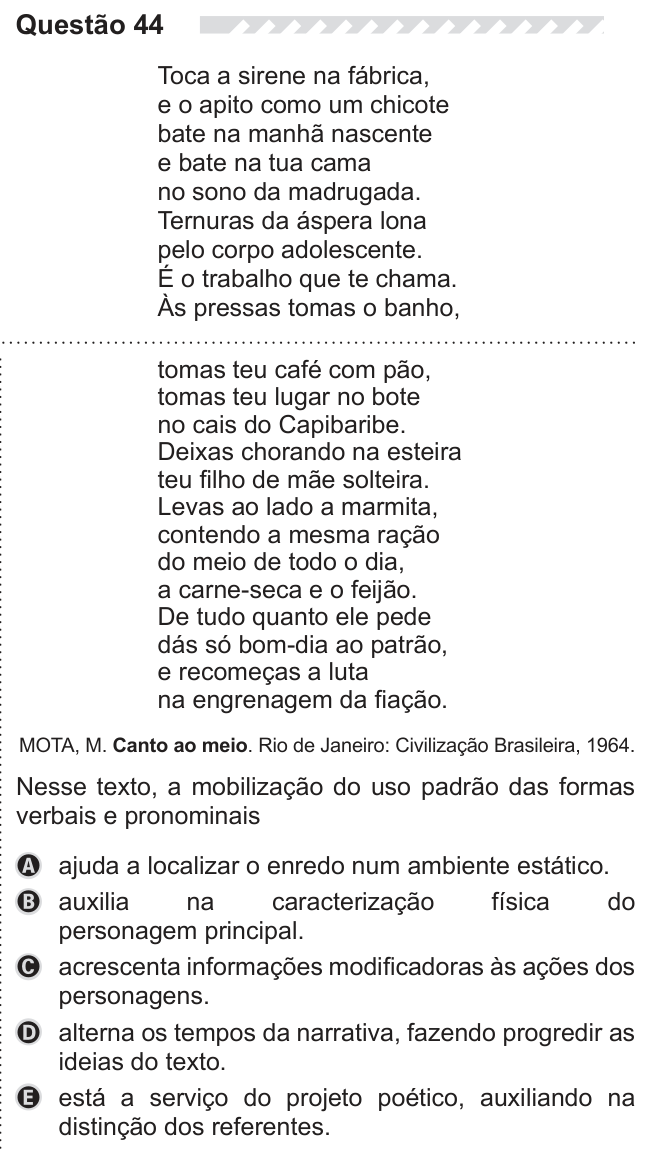 Questão 44
Toca a sirene na fábrica,
e o apito como um chicote
bate na manhã nascente
e bate na tua cama
no sono da madrugada.
Ternuras da áspera lona
pelo corpo adolescente.
É o trabalho que te chama.
Às pressas tomas o banho,
tomas teu café com pão,
tomas teu lugar no bote
no cais do Capibaribe.
Deixas chorando na esteira
teu filho de mãe solteira.
Levas ao lado a marmita,
contendo a mesma ração
do meio de todo o dia,
a carne-seca e o feijão.
De tudo quanto ele pede
dás só bom-dia ao patrão,
e recomeças a luta
na engrenagem da fiação.
MOTA, M. Canto ao meio. Rio de Janeiro: Civilização Brasileira, 1964.
Nesse texto, a mobilização do uso padrão das formas
verbais e pronominais
A ajuda a localizar o enredo num ambiente estático.
B auxilia na caracterização física do
personagem principal.
C acrescenta informações modificadoras às ações dos
personagens.
D alterna os tempos da narrativa, fazendo progredir as
ideias do texto.
E está a serviço do projeto poético, auxiliando na
distinção dos referentes.